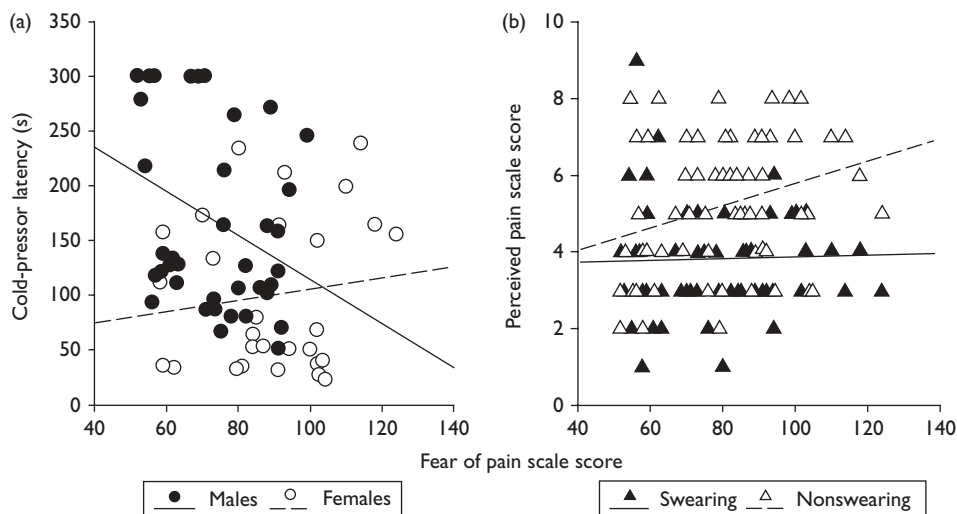 (a)
350
300
250
200
150
100
50
0
Cold-pressor latency (s)
40 60 80 100 120 140
(b)
10
8
6
4
2
0
Perceived pain scale score
40 60 80 100 120 140
Fear of pain scale score
Males Females
Swearing Nonswearing